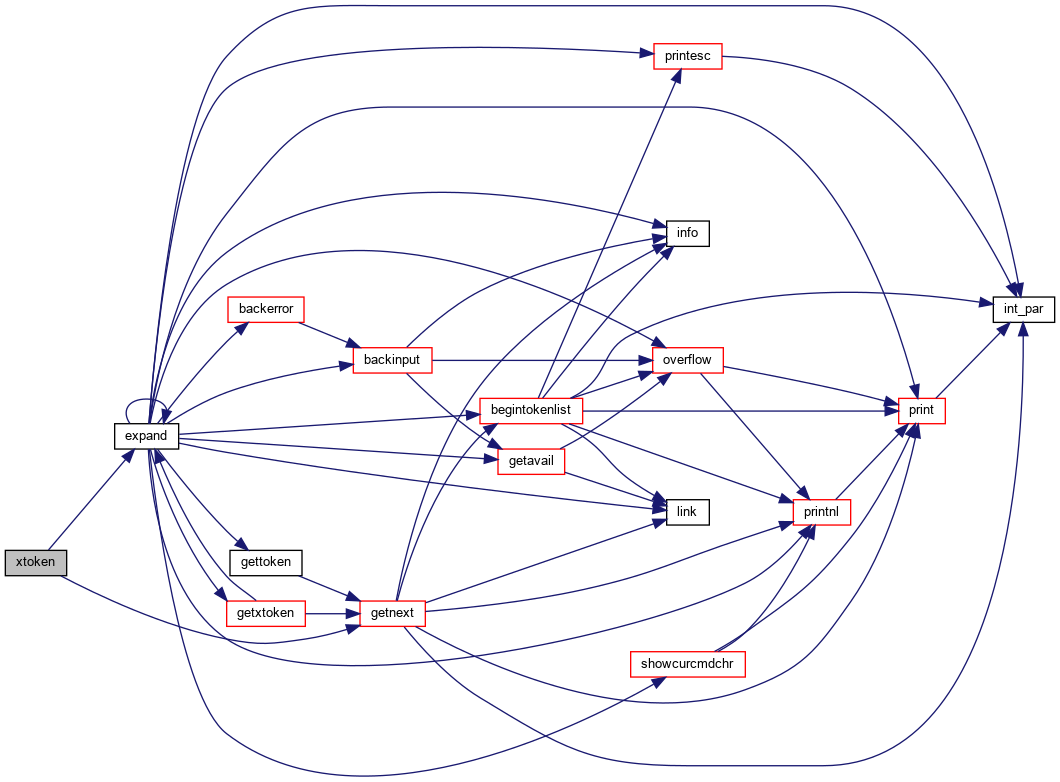 printesc
info
int_par
backerror
backinput
overflow
begintokenlist
print
expand
getavail
link
printnl
xtoken
gettoken
getxtoken
getnext
showcurcmdchr